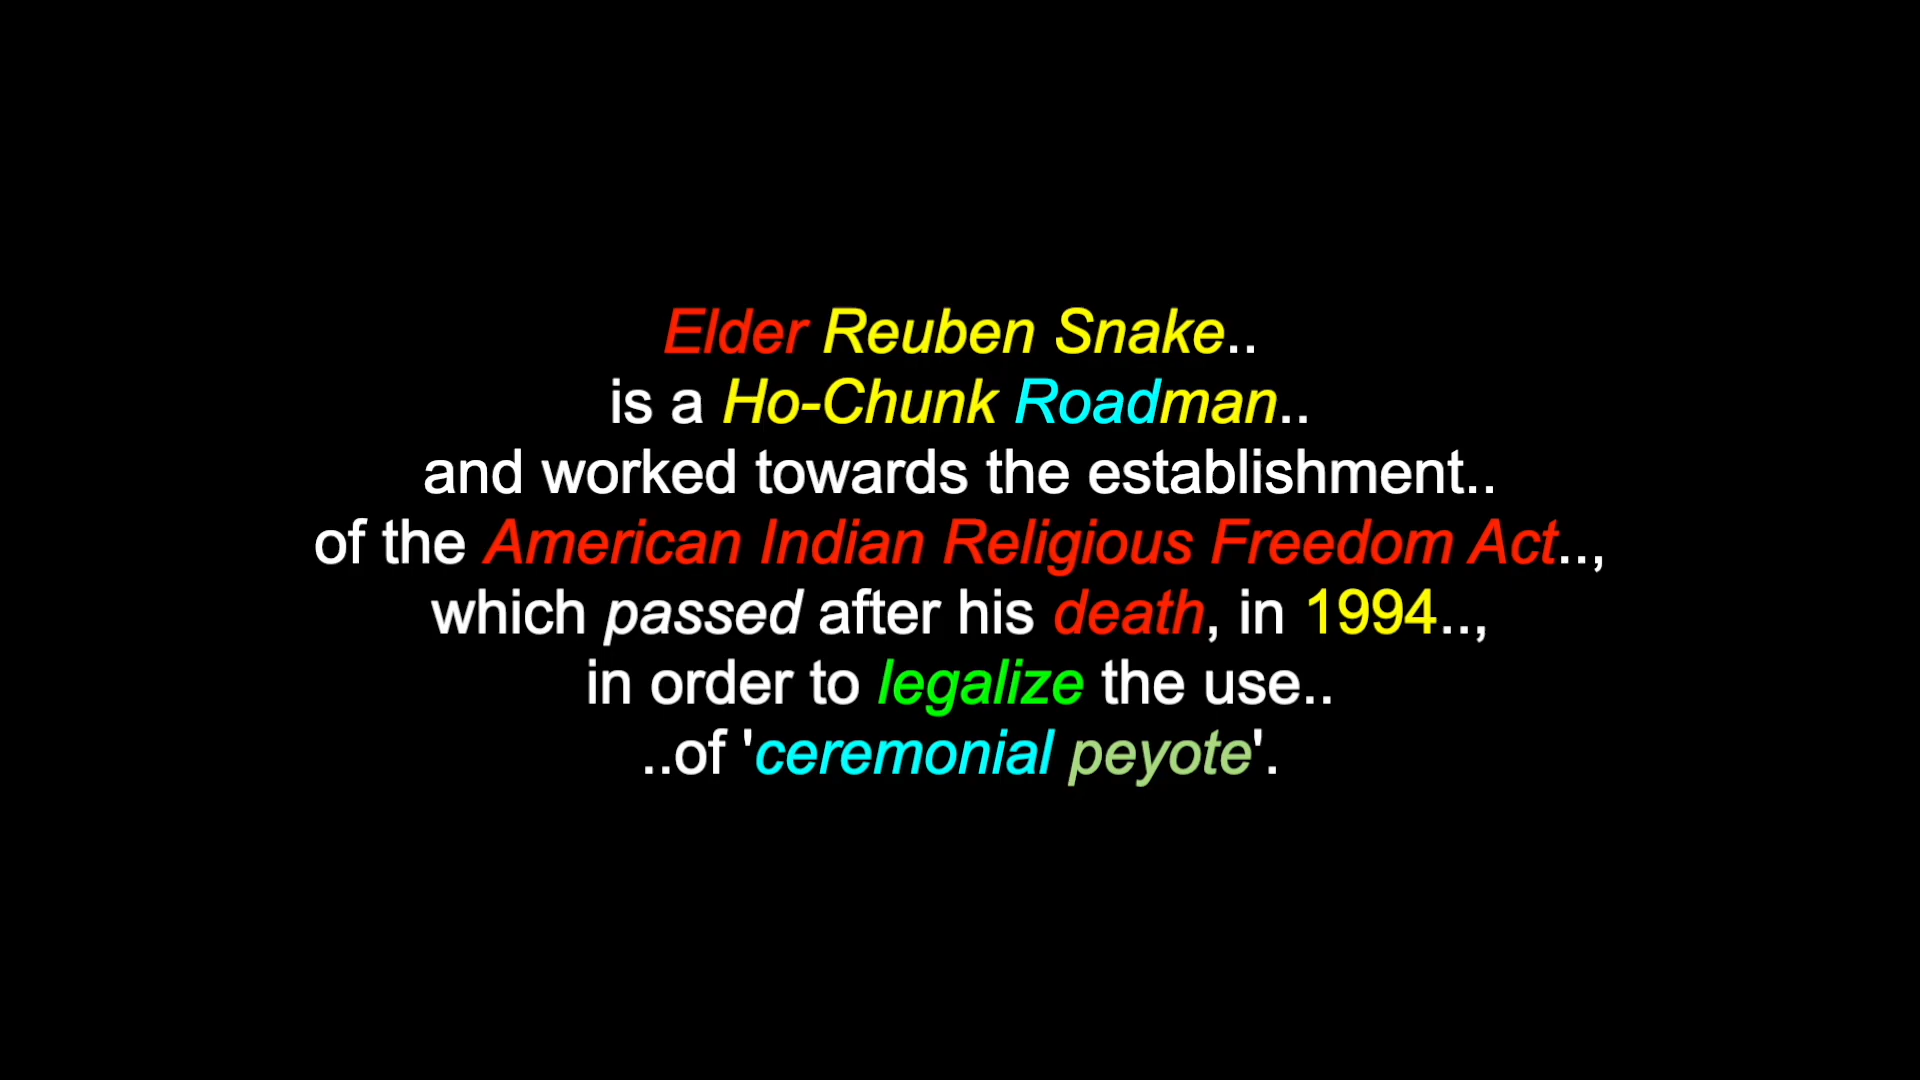 Elder Reuben Snake..
is a Ho-Chunk Roadman..
and worked towards the establishment..
of the American Indian Religious Freedom Act..,
which passed after his death, in 1994..,
in order to legalize the use..
..of 'ceremonial peyote'.